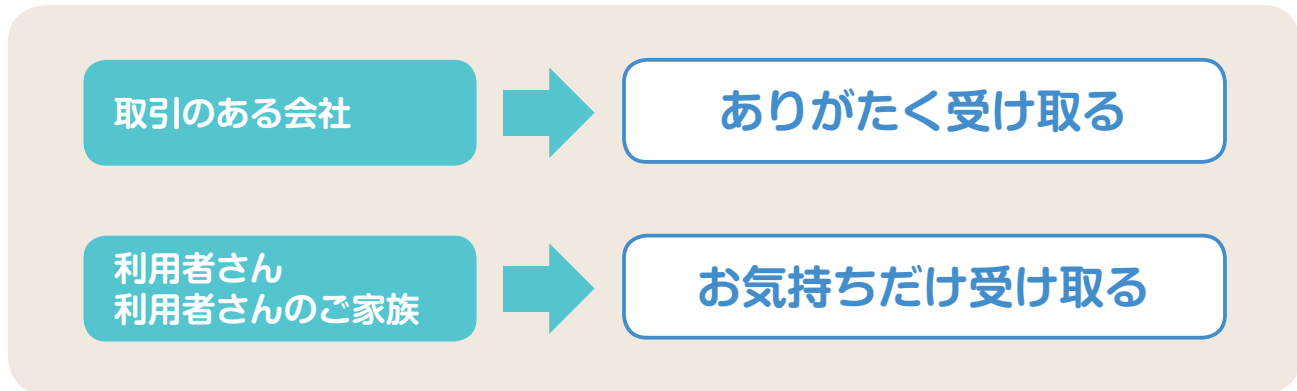 取引のある会社
ありがたく受け取る
利用者さん
利用者さんのご家族
お気持ちだけ受け取る